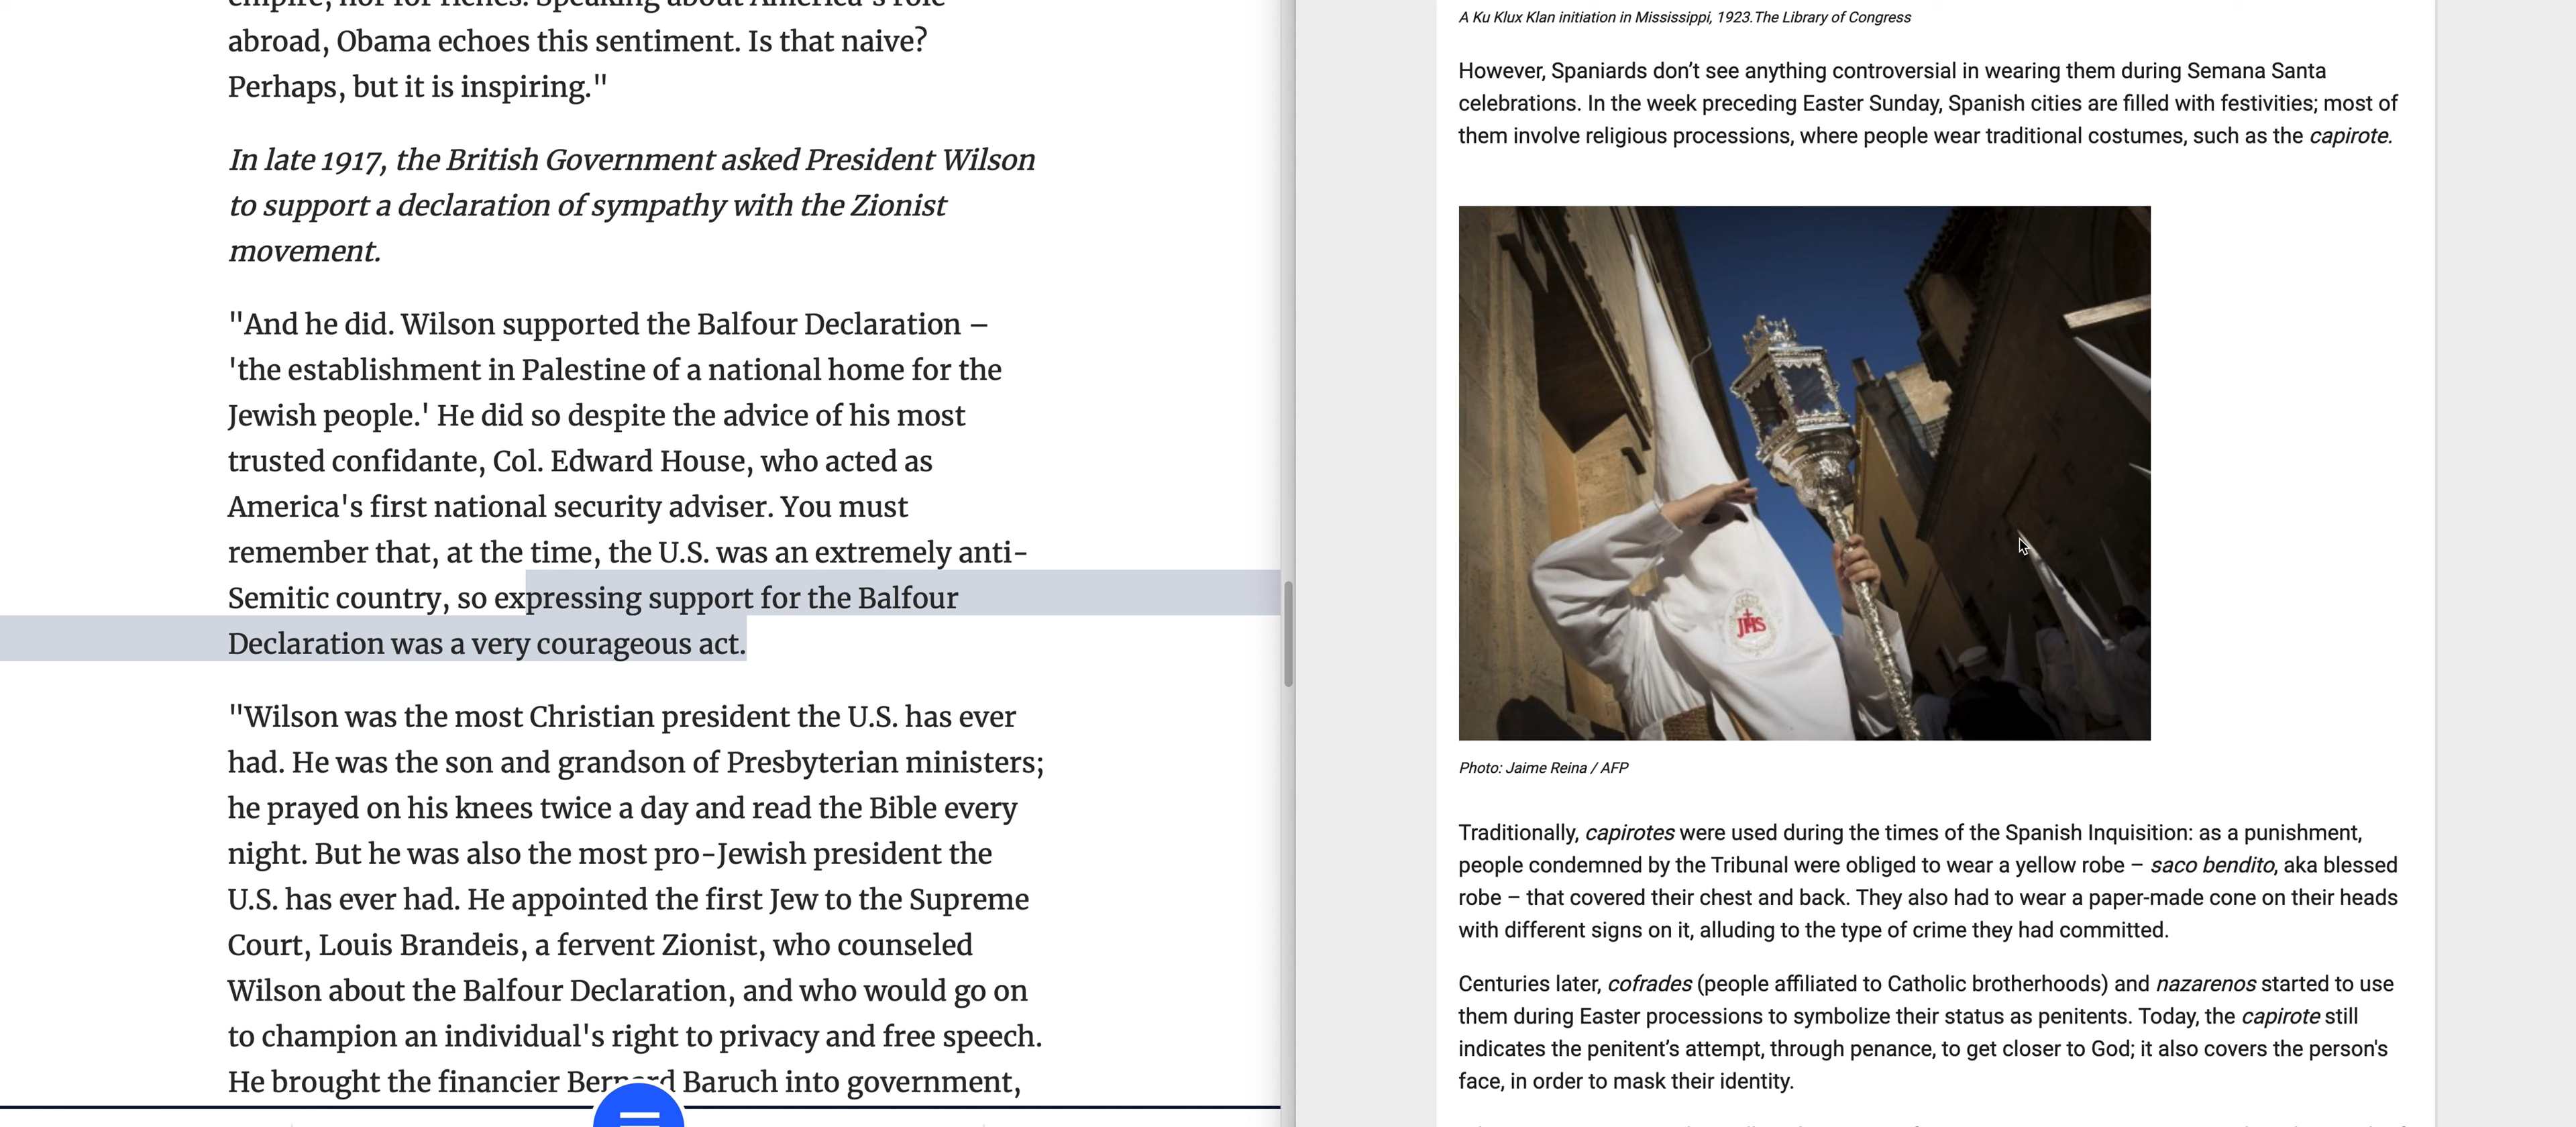 abroad, Obama echoes this sentiment. Is that naive?
Perhaps, but it is inspiring."
In late 1917, the British Government asked President Wilson
to support a declaration of sympathy with the Zionist
movement.
"And he did. Wilson supported the Balfour Declaration –
'the establishment in Palestine of a national home for the
Jewish people.' He did so despite the advice of his most
trusted confidante, Col. Edward House, who acted as
America's first national security adviser. You must
remember that, at the time, the U.S. was an extremely anti-
Semitic country, so expressing support for the Balfour
Declaration was a very courageous act.
"Wilson was the most Christian president the U.S. has ever
had. He was the son and grandson of Presbyterian ministers;
he prayed on his knees twice a day and read the Bible every
night. But he was also the most pro-Jewish president the
U.S. has ever had. He appointed the first Jew to the Supreme
Court, Louis Brandeis, a fervent Zionist, who counseled
Wilson about the Balfour Declaration, and who would go on
to champion an individual's right to privacy and free speech.
He brought the financier Bernard Baruch into government,
A Ku Klux Klan initiation in Mississippi, 1923.The Library of Congress
However, Spaniards don’t see anything controversial in wearing them during Semana Santa
celebrations. In the week preceding Easter Sunday, Spanish cities are filled with festivities; most of
them involve religious processions, where people wear traditional costumes, such as the capirote.
JHS
Photo: Jaime Reina / AFP
Traditionally, capirotes were used during the times of the Spanish Inquisition: as a punishment,
people condemned by the Tribunal were obliged to wear a yellow robe – saco bendito, aka blessed
robe – that covered their chest and back. They also had to wear a paper-made cone on their heads
with different signs on it, alluding to the type of crime they had committed.
Centuries later, cofrades (people affiliated to Catholic brotherhoods) and nazarenos started to use
them during Easter processions to symbolize their status as penitents. Today, the capirote still
indicates the penitent’s attempt, through penance, to get closer to God; it also covers the person's
face, in order to mask their identity.